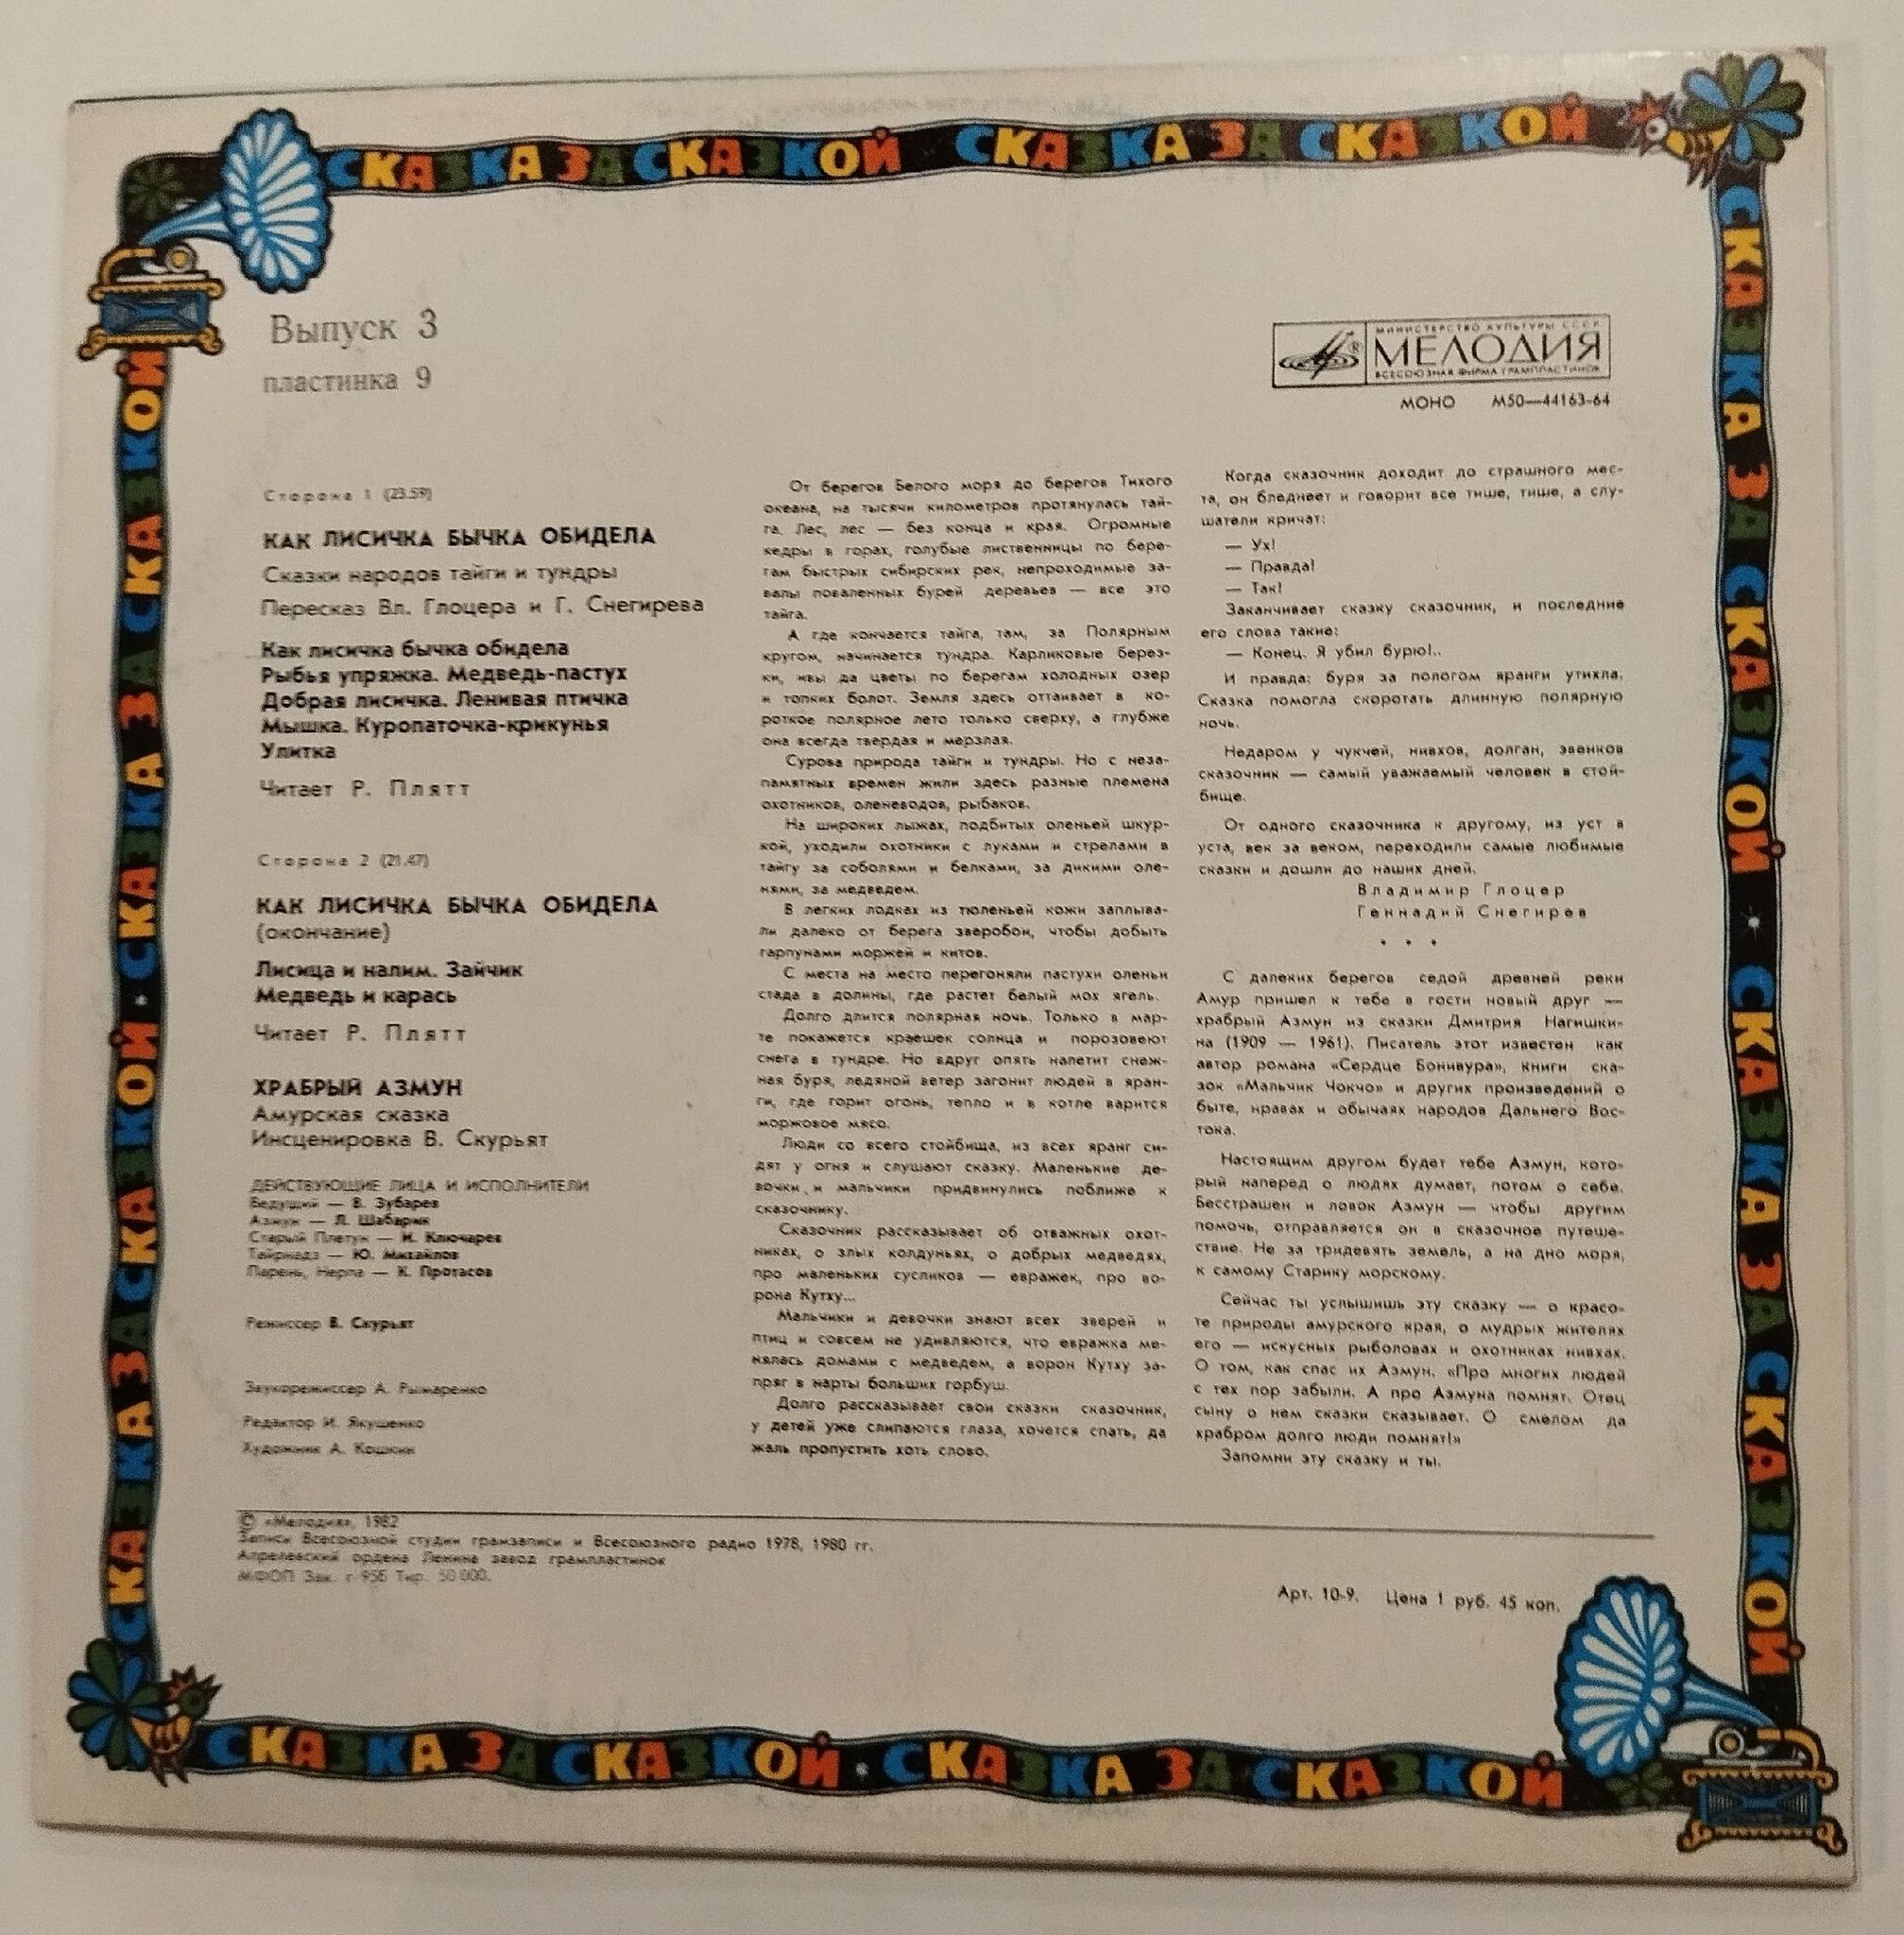 СКАЗКА ЗА СКАЗКОЙ СКАЗКА ЗА СКАЗКОЙ
СКАЗКА ЗА СКАЗКОЙ · СКАЗКА ЗА СКАЗКОЙ
СКАЗКА ЗА СКАЗКОЙ · СКАЗКА ЗА СКАЗКОЙ
Выпуск 3
пластинка 9
МИНИСТЕРСТВО КУЛЬТУРЫ СССР
МЕЛОДИЯ
ВСЕСОЮЗНАЯ ФИРМА ГРАМПЛАСТИНОК
МОНО М50—44163-64
Сторона 1 (23.59)
КАК ЛИСИЧКА БЫЧКА ОБИДЕЛА
Сказки народов тайги и тундры
Пересказ Вл. Глоцера и Г. Снегирева
Как лисичка бычка обидела
Рыбья упряжка. Медведь-пастух
Добрая лисичка. Ленивая птичка
Мышка. Куропаточка-крикунья
Улитка
Читает Р. Плятт
Сторона 2 (21.47)
КАК ЛИСИЧКА БЫЧКА ОБИДЕЛА
(окончание)
Лисица и налим. Зайчик
Медведь и карась
Читает Р. Плятт
ХРАБРЫЙ АЗМУН
Амурская сказка
Инсценировка В. Скурьят
ДЕЙСТВУЮЩИЕ ЛИЦА И ИСПОЛНИТЕЛИ
Ведущий — В. Зубарев
Азмун — Л. Шабарин
Старый Плетун — И. Ключарев
Тайрнадз — Ю. Михайлов
Парень, Нерпа — К. Протасов
Режиссер В. Скурьят
Звукорежиссер А. Рымаренко
Редактор И. Якушенко
Художник А. Кошкин
От берегов Белого моря до берегов Тихого
океана, на тысячи километров протянулась тай-
га. Лес, лес — без конца и края. Огромные
кедры в горах, голубые лиственницы по бере-
гам быстрых сибирских рек, непроходимые за-
валы поваленных бурей деревьев — все это
тайга.
А где кончается тайга, там, за Полярным
кругом, начинается тундра. Карликовые берез-
ки, ивы да цветы по берегам холодных озер
и топких болот. Земля здесь оттаивает в ко-
роткое полярное лето только сверху, а глубже
она всегда твердая и мерзлая.
Сурова природа тайги и тундры. Но с неза-
памятных времен жили здесь разные племена
охотников, оленеводов, рыбаков.
На широких лыжах, подбитых оленьей шкур-
кой, уходили охотники с луками и стрелами в
тайгу за соболями и белками, за дикими оле-
нями, за медведем.
В легких лодках из тюленьей кожи заплыва-
ли далеко от берега зверобои, чтобы добыть
гарпунами моржей и китов.
С места на место перегоняли пастухи оленьи
стада в долины, где растет белый мох ягель.
Долго длится полярная ночь. Только в мар-
те покажется краешек солнца и порозовеют
снега в тундре. Но вдруг опять налетит снеж-
ная буря, ледяной ветер загонит людей в яран-
ги, где горит огонь, тепло и в котле варится
моржовое мясо.
Люди со всего стойбища, из всех яранг си-
дят у огня и слушают сказку. Маленькие де-
вочки и мальчики придвинулись поближе к
сказочнику.
Сказочник рассказывает об отважных охот-
никах, о злых колдуньях, о добрых медведях,
про маленьких сусликов — евражек, про во-
рона Кутху...
Мальчики и девочки знают всех зверей и
птиц и совсем не удивляются, что евражка ме-
нялась домами с медведем, а ворон Кутху за-
пряг в нарты больших горбуш.
Долго рассказывает свои сказки сказочник,
у детей уже слипаются глаза, хочется спать, да
жаль пропустить хоть слово.
Когда сказочник доходит до страшного мес-
та, он бледнеет и говорит все тише, тише, а слу-
шатели кричат:
— Ух!
— Правда!
— Так!
Заканчивает сказку сказочник, и последние
его слова такие:
— Конец. Я убил бурю!..
И правда: буря за пологом яранги утихла.
Сказка помогла скоротать длинную полярную
ночь.
Недаром у чукчей, нивхов, долган, эвенков
сказочник — самый уважаемый человек в стой-
бище.
От одного сказочника к другому, из уст в
уста, век за веком, переходили самые любимые
сказки и дошли до наших дней.
Владимир Глоцер
Геннадий Снегирев
• • •
С далеких берегов седой древней реки
Амур пришел к тебе в гости новый друг —
храбрый Азмун из сказки Дмитрия Нагишки-
на (1909 — 1961). Писатель этот известен как
автор романа «Сердце Бонивура», книги ска-
зок «Мальчик Чокчо» и других произведений о
быте, нравах и обычаях народов Дальнего Вос-
тока.
Настоящим другом будет тебе Азмун, кото-
рый наперед о людях думает, потом о себе.
Бесстрашен и ловок Азмун — чтобы другим
помочь, отправляется он в сказочное путеше-
ствие. Не за тридевять земель, а на дно моря,
к самому Старику морскому.
Сейчас ты услышишь эту сказку — о красо-
те природы амурского края, о мудрых жителях
его — искусных рыболовах и охотниках нивхах.
О том, как спас их Азмун. «Про многих людей
с тех пор забыли. А про Азмуна помнят. Отец
сыну о нем сказки сказывает. О смелом да
храбром долго люди помнят!»
Запомни эту сказку и ты.
© «Мелодия», 1982
Записи Всесоюзной студии грамзаписи и Всесоюзного радио 1978, 1980 гг.
Апрелевский ордена Ленина завод грампластинок
МФОП Зак. г-956 Тир. 50 000.
Арт. 10-9. Цена 1 руб. 45 коп.
СКАЗКА ЗА СКАЗКОЙ · СКАЗКА ЗА СКАЗКОЙ